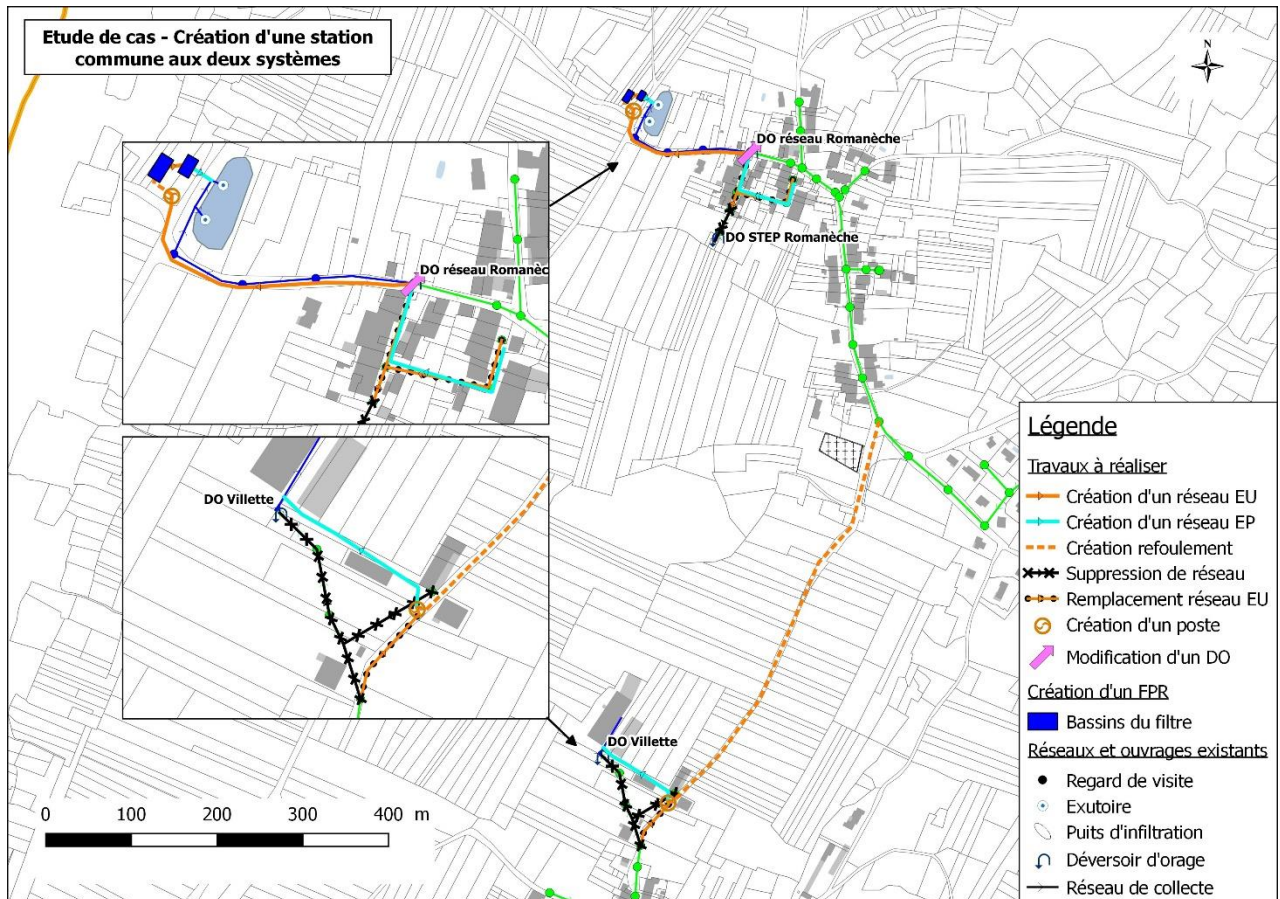 Etude de cas - Création d'une station
commune aux deux systèmes
N
DO réseau Romanèche
DO STEP Romanèche
DO réseau Romanèc
DO Villette
DO Villette
0 100 200 300 400 m
Légende
Travaux à réaliser
Création d'un réseau EU
Création d'un réseau EP
Création refoulement
Suppression de réseau
Remplacement réseau EU
Création d'un poste
Modification d'un DO
Création d'un FPR
Bassins du filtre
Réseaux et ouvrages existants
Regard de visite
Exutoire
Puits d'infiltration
Déversoir d'orage
Réseau de collecte